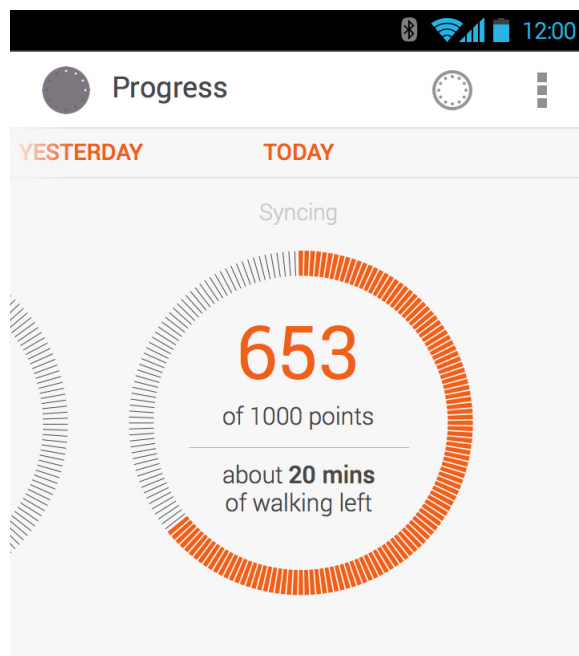 12:00
Progress
YESTERDAY TODAY
Syncing
653
of 1000 points
about 20 mins
of walking left